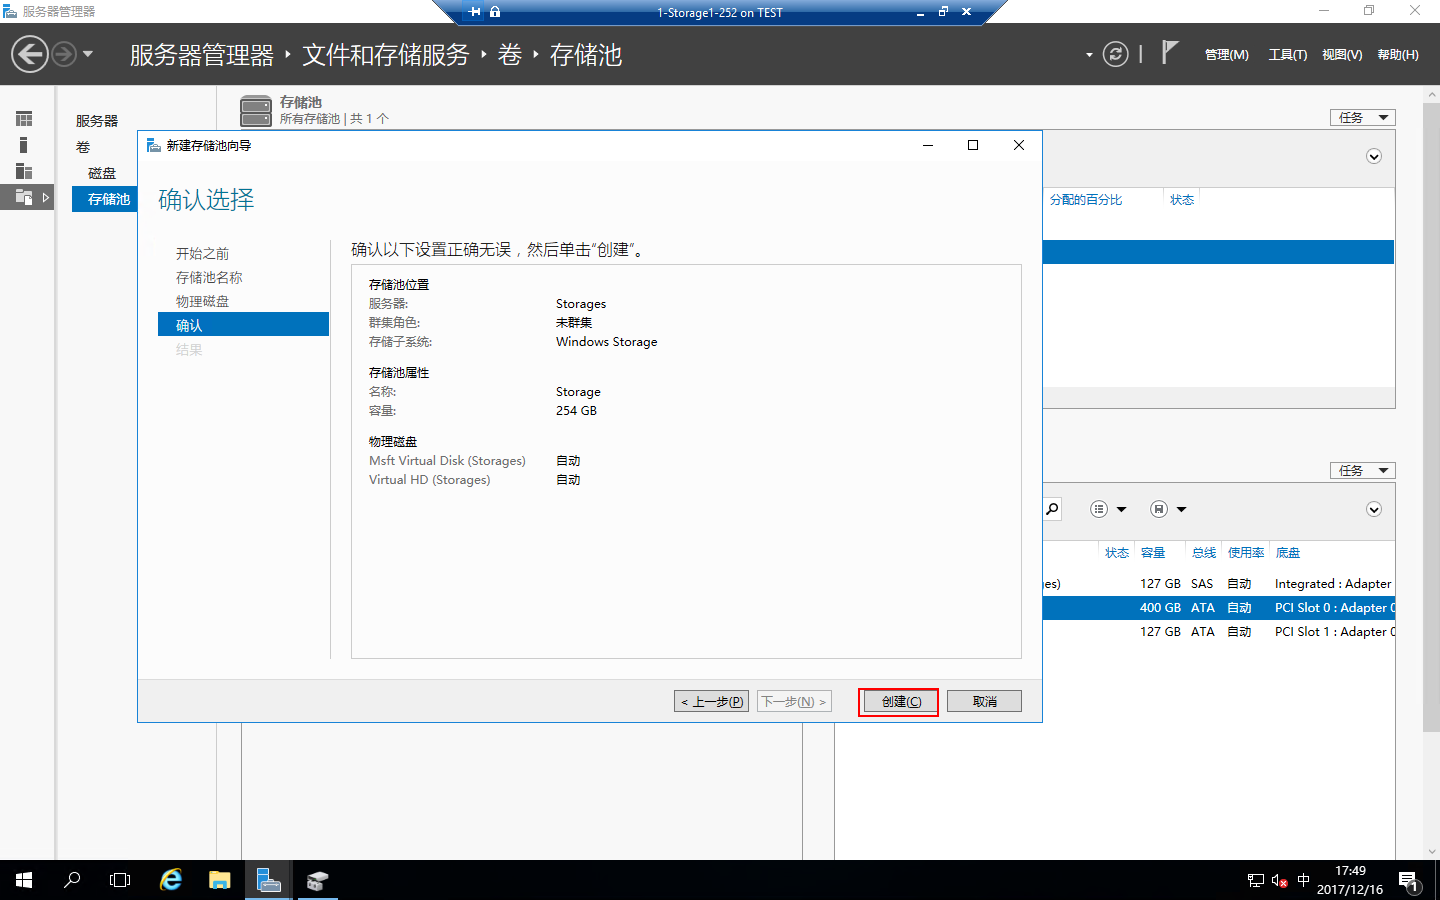 服务器管理器
1-Storage1-252 on TEST
服务器管理器 ‣ 文件和存储服务 ‣ 卷 ‣ 存储池
管理(M) 工具(T) 视图(V) 帮助(H)
服务器
卷
磁盘
存储池
存储池
所有存储池 | 共 1 个
任务
分配的百分比 状态
新建存储池向导
确认选择
开始之前
存储池名称
物理磁盘
确认
结果
确认以下设置正确无误，然后单击“创建”。
存储池位置
服务器: Storages
群集角色: 未群集
存储子系统: Windows Storage
存储池属性
名称: Storage
容量: 254 GB
物理磁盘
Msft Virtual Disk (Storages) 自动
Virtual HD (Storages) 自动
< 上一步(P) 下一步(N) > 创建(C) 取消
任务
状态 容量 总线 使用率 底盘
es) 127 GB SAS 自动 Integrated : Adapter
400 GB ATA 自动 PCI Slot 0 : Adapter 0
127 GB ATA 自动 PCI Slot 1 : Adapter 0
中
17:49
2017/12/16
1